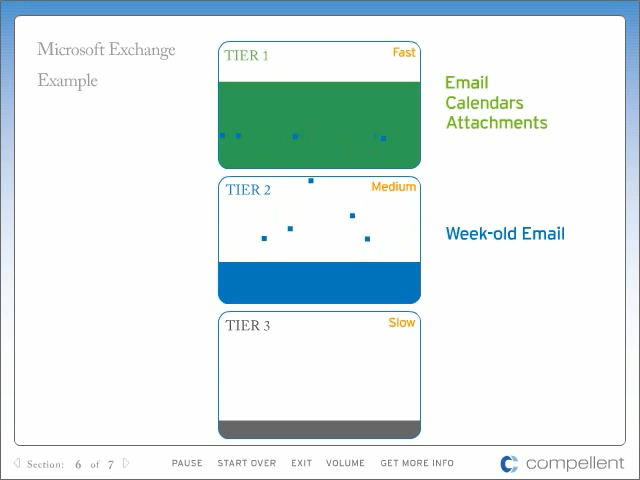 Microsoft Exchange
Example
TIER 1
Fast
Email
Calendars
Attachments
TIER 2
Medium
Week-old Email
TIER 3
Slow
Section: 6 of 7
PAUSE START OVER EXIT VOLUME GET MORE INFO
compellent